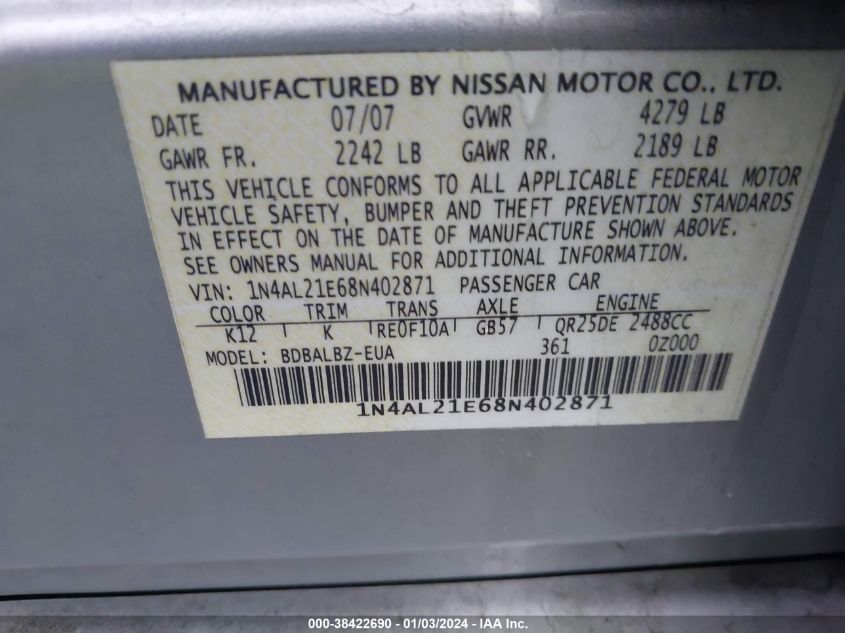 MANUFACTURED BY NISSAN MOTOR CO., LTD.
DATE 07/07 GVWR 4279 LB
GAWR FR. 2242 LB GAWR RR. 2189 LB
THIS VEHICLE CONFORMS TO ALL APPLICABLE FEDERAL MOTOR
VEHICLE SAFETY, BUMPER AND THEFT PREVENTION STANDARDS
IN EFFECT ON THE DATE OF MANUFACTURE SHOWN ABOVE.
SEE OWNERS MANUAL FOR ADDITIONAL INFORMATION.
VIN: 1N4AL21E68N402871 PASSENGER CAR
COLOR TRIM TRANS AXLE ENGINE
K12 K RE0F10A GB57 QR25DE 2488CC
MODEL: BDBALBZ-EUA 361 0Z000
1N4AL21E68N402871
000-38422690 - 01/03/2024 - IAA Inc.